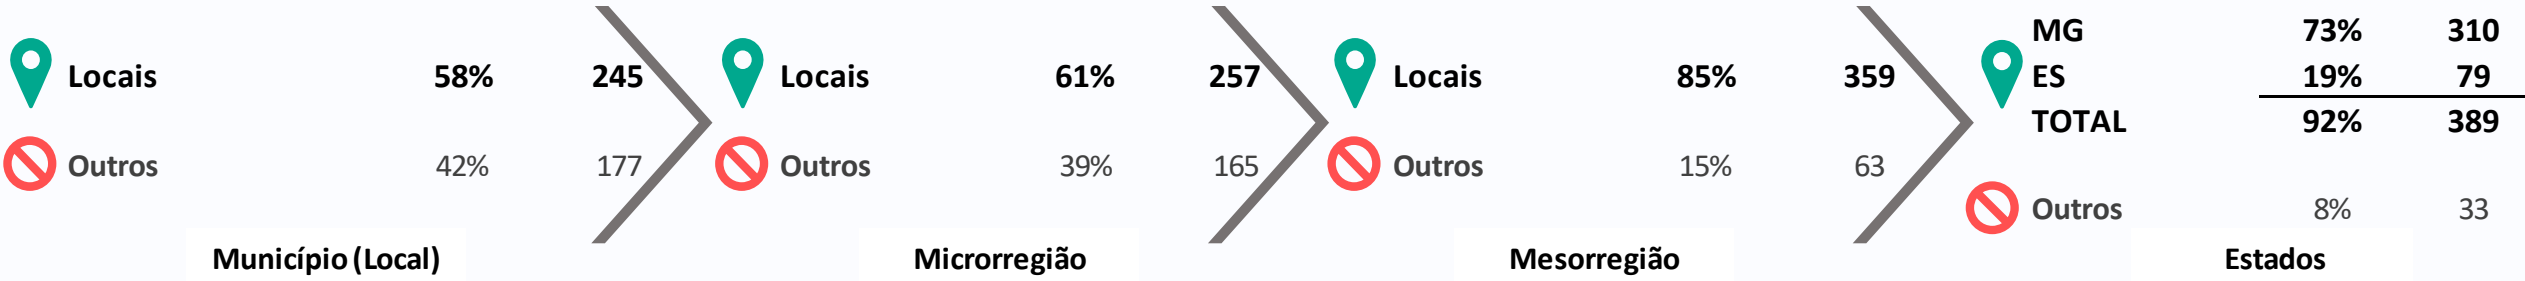 Locais 58% 245
Outros 42% 177
Município (Local)
Locais 61% 257
Outros 39% 165
Microrregião
Locais 85% 359
Outros 15% 63
Mesorregião
MG 73% 310
ES 19% 79
TOTAL 92% 389
Outros 8% 33
Estados